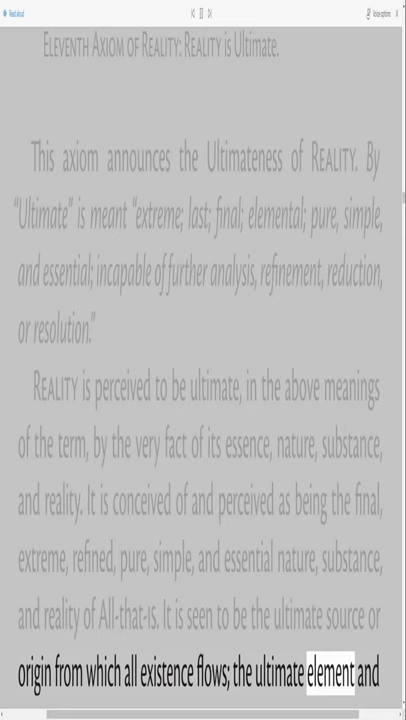 Read aloud
Voice options
ELEVENTH AXIOM OF REALITY: REALITY is Ultimate.
This axiom announces the Ultimateness of REALITY. By
“Ultimate” is meant “extreme; last; final; elemental; pure, simple,
and essential; incapable of further analysis, refinement, reduction,
or resolution.”
REALITY is perceived to be ultimate, in the above meanings
of the term, by the very fact of its essence, nature, substance,
and reality. It is conceived of and perceived as being the final,
extreme, refined, pure, simple, and essential nature, substance,
and reality of All-that-IS. It is seen to be the ultimate source or
origin from which all existence flows; the ultimate element and